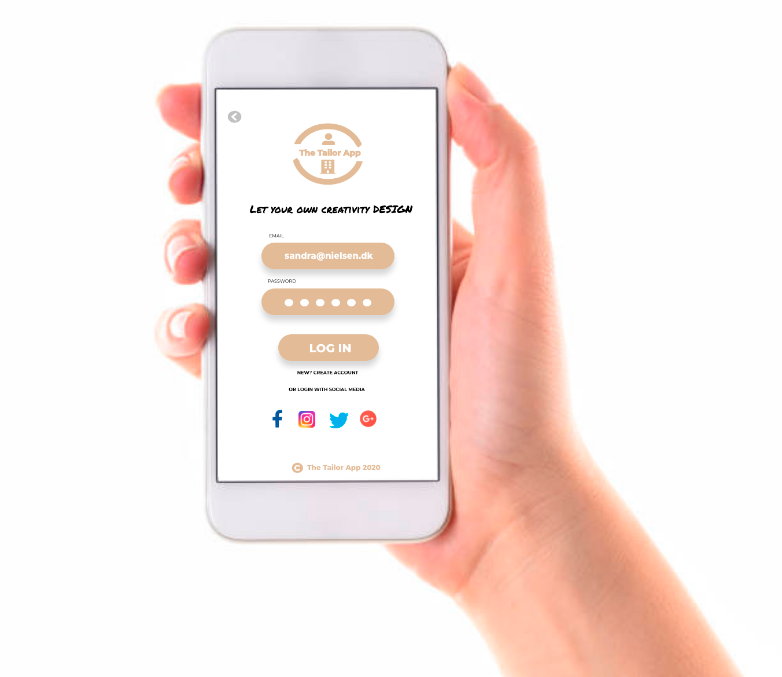 The Tailor App
Let your own creativity DESIGN
EMAIL
sandra@nielsen.dk
PASSWORD
LOG IN
NEW? CREATE ACCOUNT
OR LOGIN WITH SOCIAL MEDIA
f
G+
C The Tailor App 2020